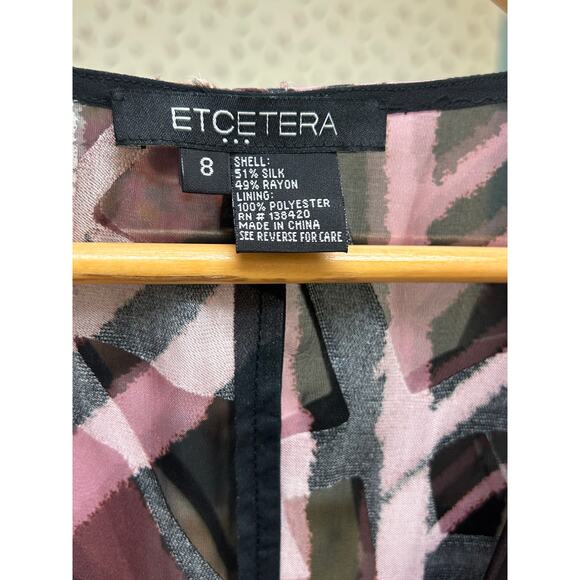 ETCETERA
8
SHELL:
51% SILK
49% RAYON
LINING:
100% POLYESTER
RN # 138420
MADE IN CHINA
SEE REVERSE FOR CARE